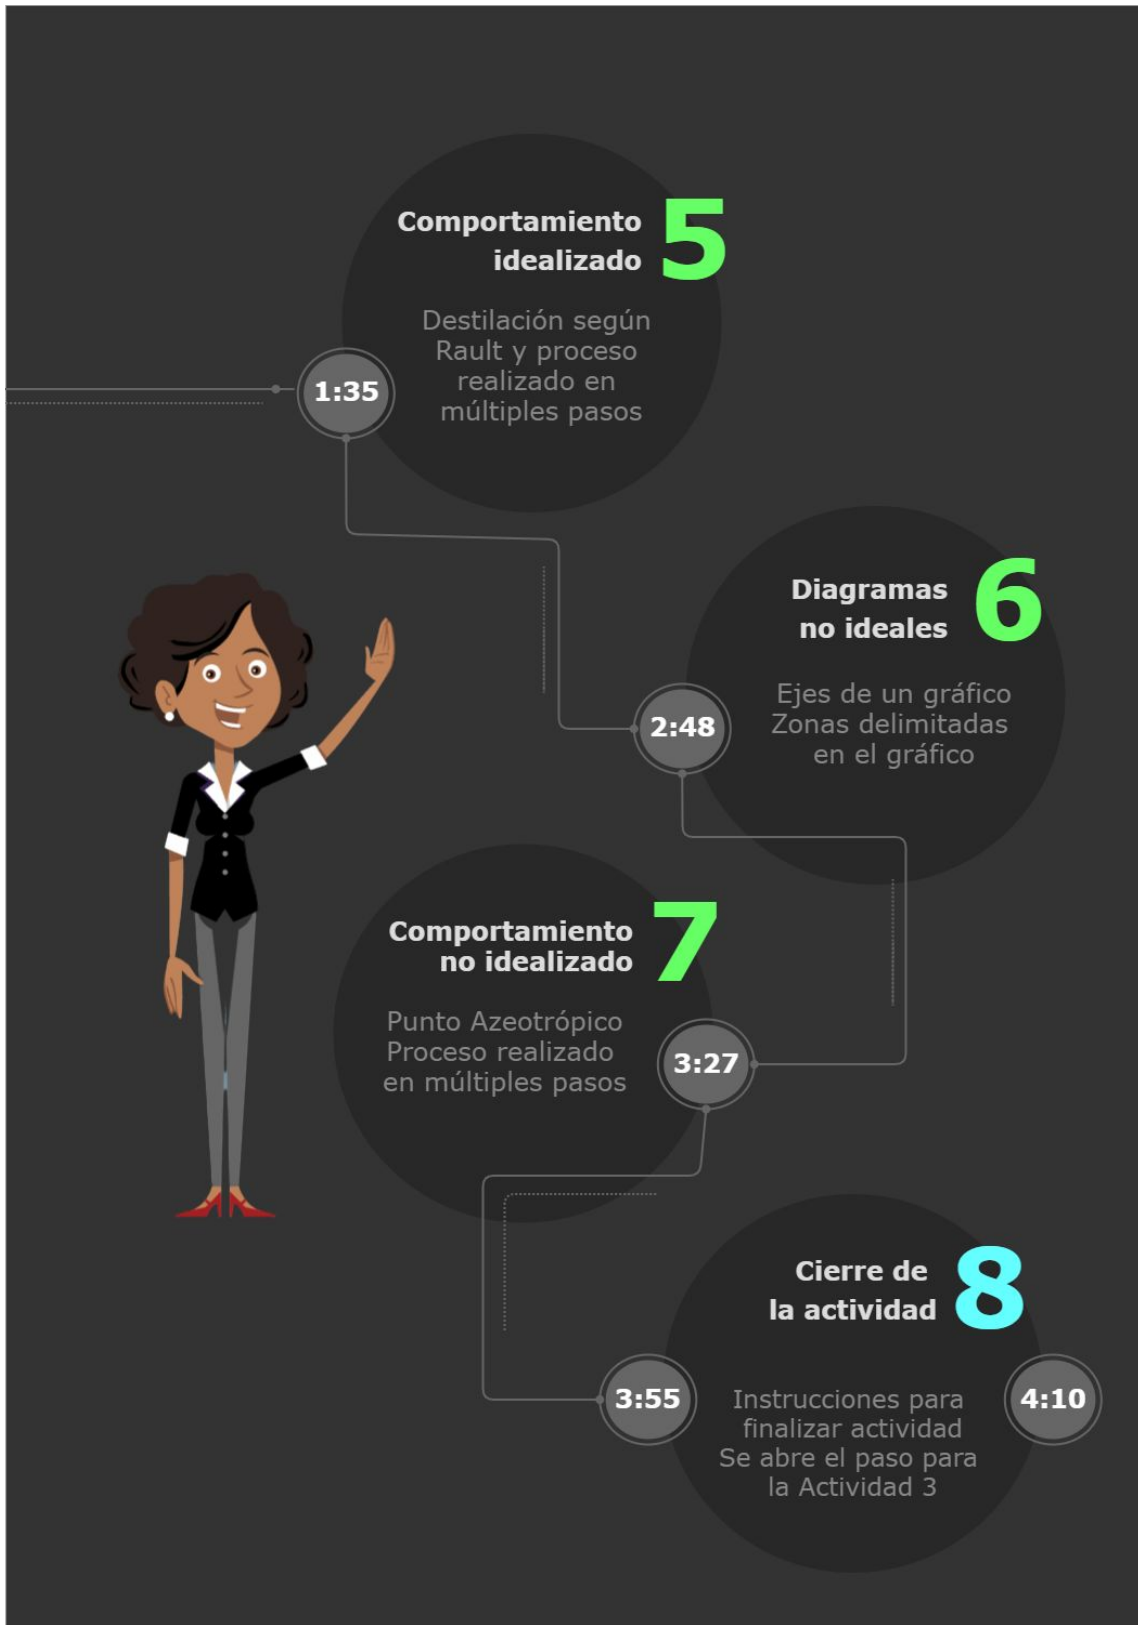 Comportamiento
idealizado
5
Destilación según
Rault y proceso
realizado en
múltiples pasos
1:35
Diagramas
no ideales
6
Ejes de un gráfico
Zonas delimitadas
en el gráfico
2:48
Comportamiento
no idealizado
7
Punto Azeotrópico
Proceso realizado
en múltiples pasos
3:27
Cierre de
la actividad
8
3:55
Instrucciones para
finalizar actividad
Se abre el paso para
la Actividad 3
4:10